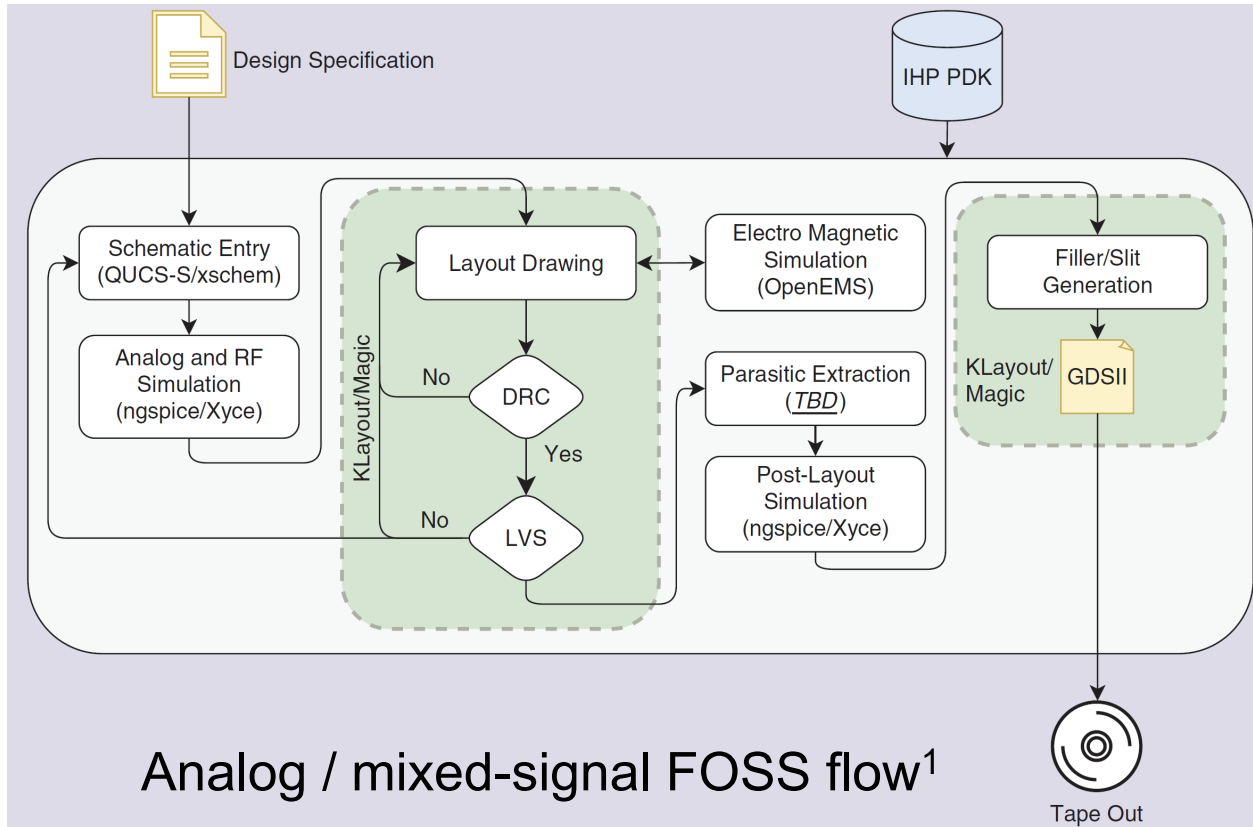 Design Specification
IHP PDK
Schematic Entry
(QUCS-S/xschem)
Analog and RF
Simulation
(ngspice/Xyce)
Layout Drawing
KLayout/Magic
No
DRC
Yes
No
LVS
Electro Magnetic
Simulation
(OpenEMS)
Parasitic Extraction
(TBD)
Post-Layout
Simulation
(ngspice/Xyce)
Filler/Slit
Generation
KLayout/
Magic
GDSII
Analog / mixed-signal FOSS flow¹
Tape Out